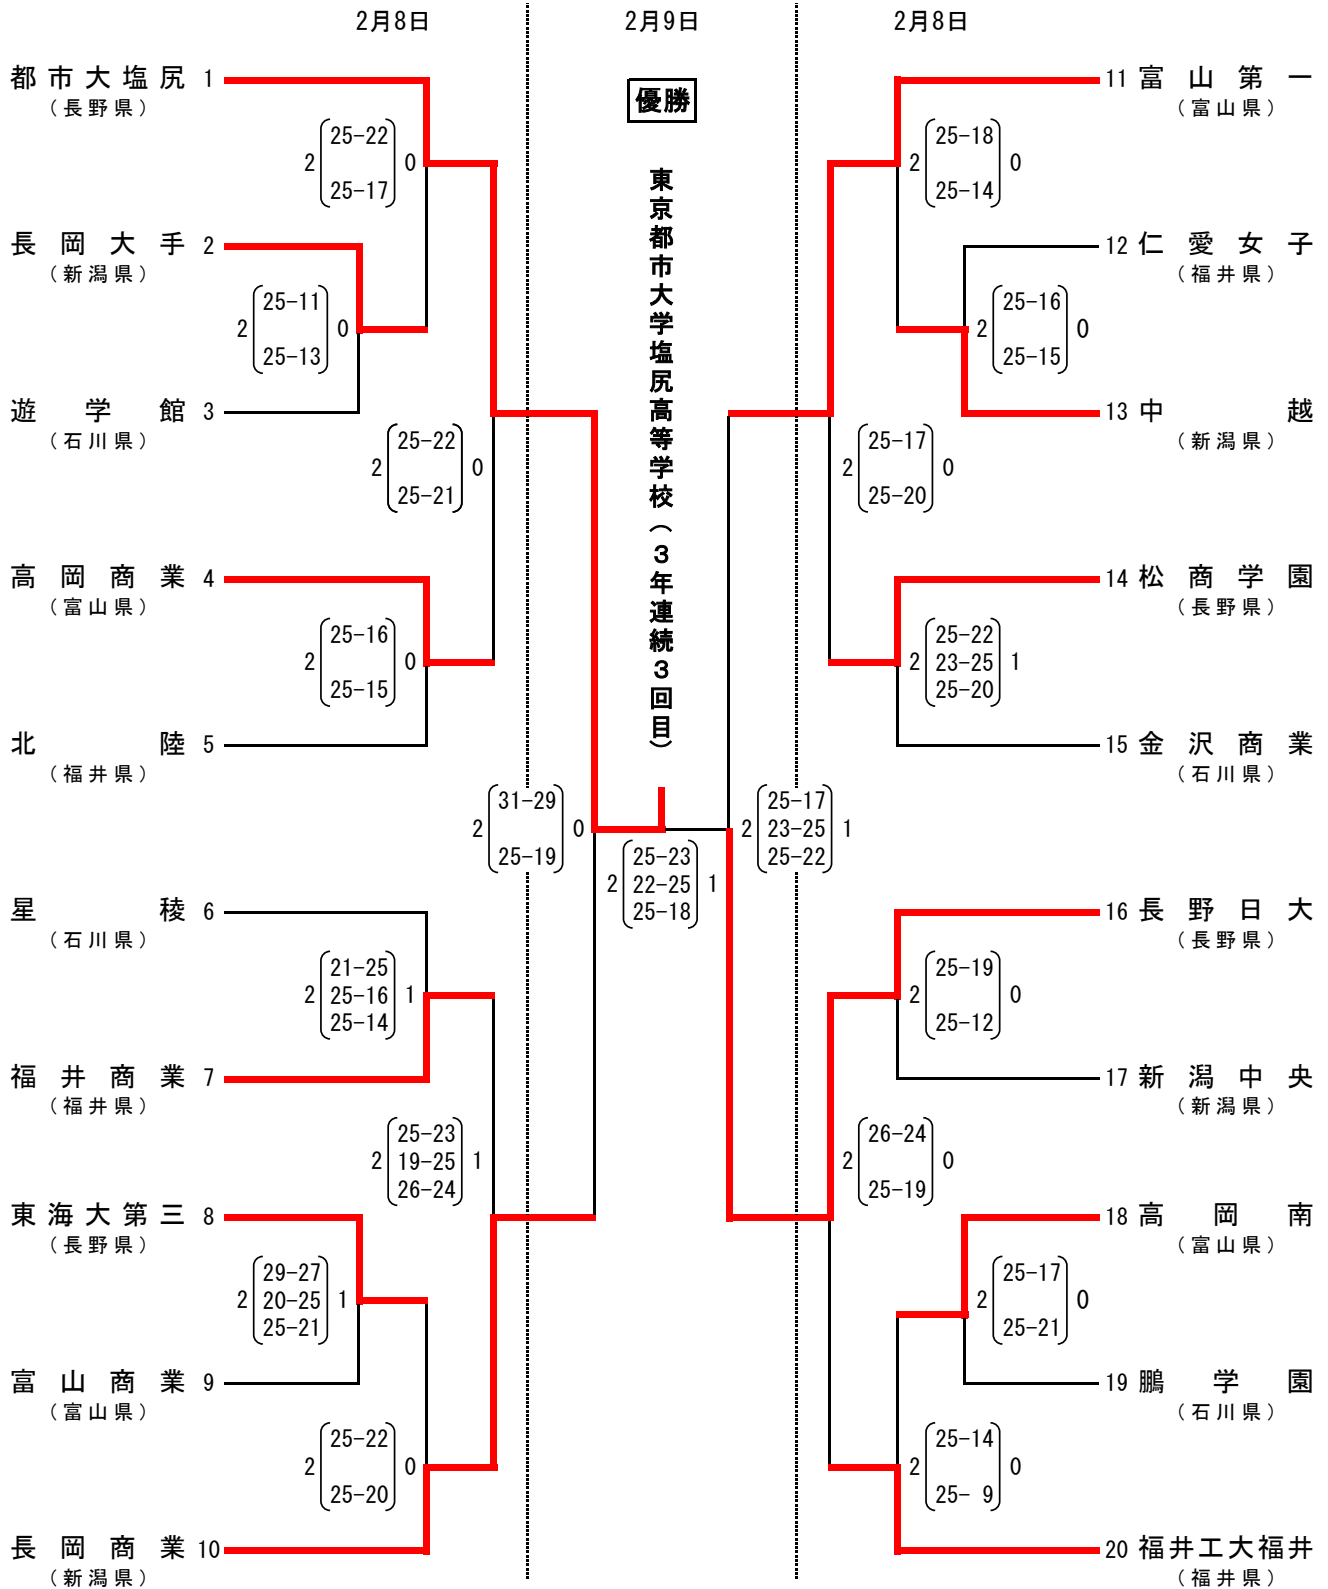 2月8日
2月9日
2月8日
優勝
東京都市大学塩尻高等学校（３年連続３回目）
都市大塩尻 1
（長野県）
2 25-22 0
25-17
長岡大手 2
（新潟県）
2 25-11 0
25-13
遊学館 3
（石川県）
2 25-22 0
25-21
高岡商業 4
（富山県）
2 25-16 0
25-15
北陸 5
（福井県）
2 31-29 0
25-19
星稜 6
（石川県）
21-25
2 25-16 1
25-14
福井商業 7
（福井県）
25-23
2 19-25 1
26-24
東海大第三 8
（長野県）
29-27
2 20-25 1
25-21
富山商業 9
（富山県）
2 25-22 0
25-20
長岡商業 10
（新潟県）
25-23
2 22-25 1
25-18
11 富山第一
（富山県）
2 25-18 0
25-14
12 仁愛女子
（福井県）
2 25-16 0
25-15
13 中越
（新潟県）
2 25-17 0
25-20
14 松商学園
（長野県）
25-22
2 23-25 1
25-20
15 金沢商業
（石川県）
25-17
2 23-25 1
25-22
16 長野日大
（長野県）
2 25-19 0
25-12
17 新潟中央
（新潟県）
2 26-24 0
25-19
18 高岡南
（富山県）
2 25-17 0
25-21
19 鵬学園
（石川県）
2 25-14 0
25- 9
20 福井工大福井
（福井県）